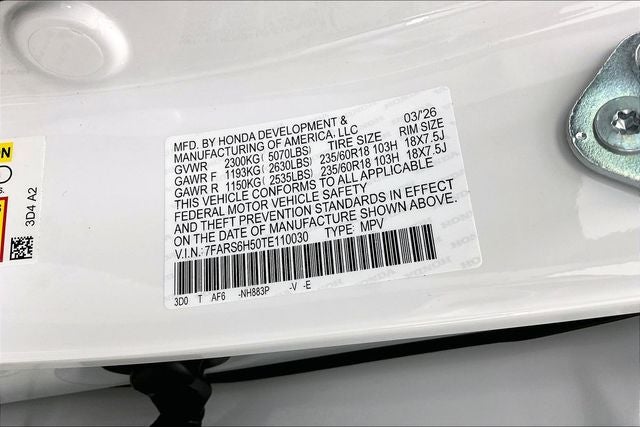 MFD. BY HONDA DEVELOPMENT &
MANUFACTURING OF AMERICA, LLC 03/'26
GVWR 2300KG( 5070LBS) TIRE SIZE RIM SIZE
GAWR F 1193KG( 2630LBS) 235/60R18 103H 18X7.5J
GAWR R 1150KG( 2535LBS) 235/60R18 103H 18X7.5J
THIS VEHICLE CONFORMS TO ALL APPLICABLE
FEDERAL MOTOR VEHICLE SAFETY
AND THEFT PREVENTION STANDARDS IN EFFECT
ON THE DATE OF MANUFACTURE SHOWN ABOVE.
V.I.N.:7FARS6H50TE110030 TYPE: MPV
3D0 T AF6 -NH883P -V -E
3D4 A2